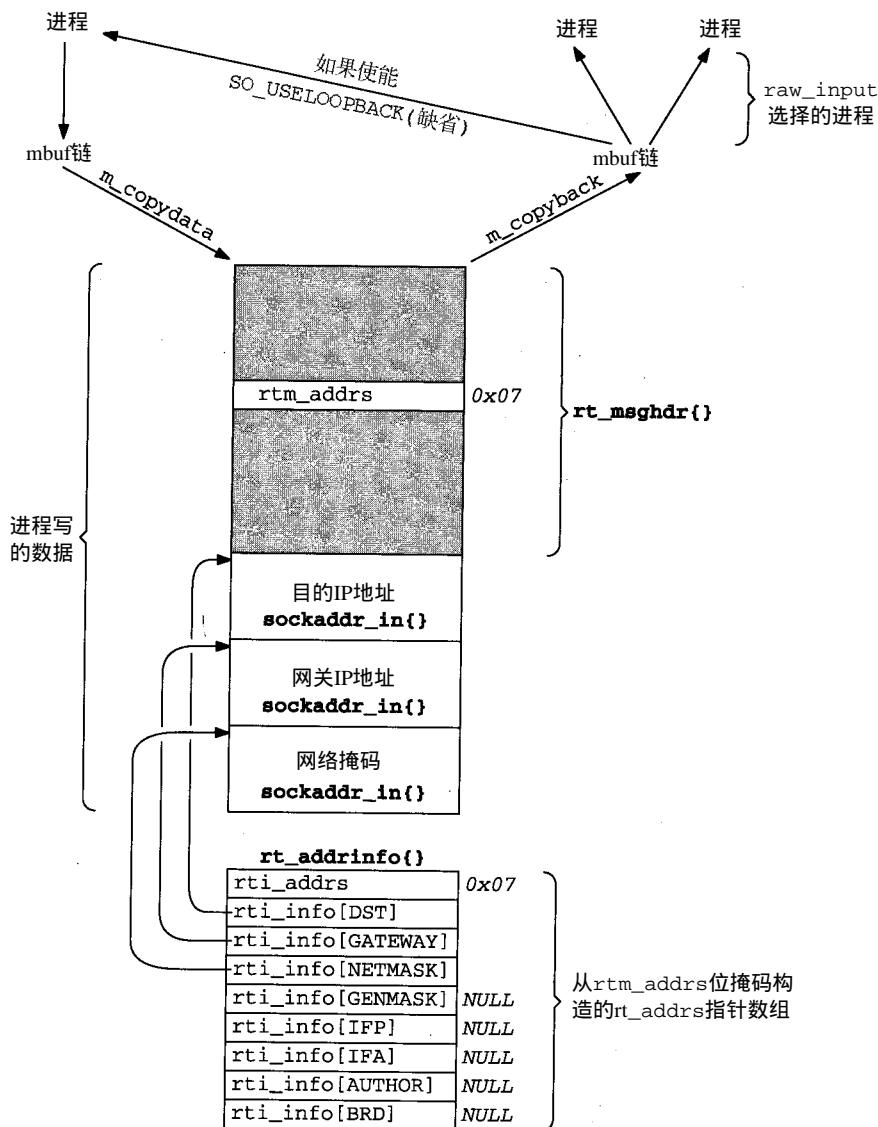 进程
进程
进程
如果使能
SO_USELOOPBACK(缺省)
raw_input
选择的进程
mbuf链
mbuf链
m_copydata
m_copyback
rtm_addrs
0x07
rt_msghdr{}
进程写
的数据
目的IP地址
sockaddr_in{}
网关IP地址
sockaddr_in{}
网络掩码
sockaddr_in{}
rt_addrinfo{}
rti_addrs
0x07
rti_info[DST]
rti_info[GATEWAY]
rti_info[NETMASK]
rti_info[GENMASK]
NULL
rti_info[IFP]
NULL
rti_info[IFA]
NULL
rti_info[AUTHOR]
NULL
rti_info[BRD]
NULL
从rtm_addrs位掩码构
造的rt_addrs指针数组